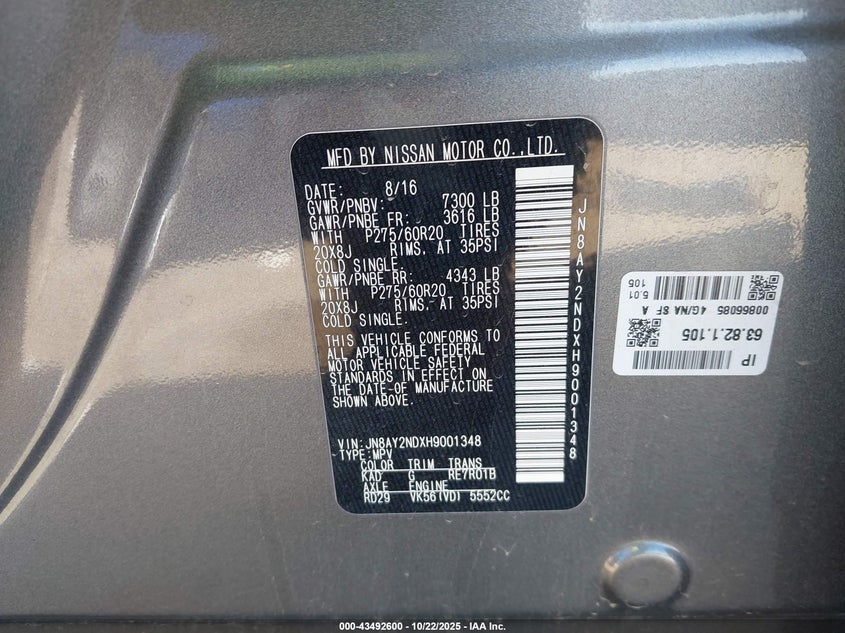 MFD BY NISSAN MOTOR CO.,LTD.
DATE: 8/16
GVWR/PNBV: 7300 LB
GAWR/PNBE FR: 3616 LB
WITH P275/60R20 TIRES
20X8J RIMS, AT 35PSI
COLD SINGLE.
GAWR/PNBE RR: 4343 LB
WITH P275/60R20 TIRES
20X8J RIMS, AT 35PSI
COLD SINGLE.
THIS VEHICLE CONFORMS TO
ALL APPLICABLE FEDERAL
MOTOR VEHICLE SAFETY
STANDARDS IN EFFECT ON
THE DATE-OF MANUFACTURE
SHOWN ABOVE.
VIN: JN8AY2NDXH9001348
TYPE: MPV
COLOR TRIM TRANS
KAD G RE7R01B
AXLE ENGINE
RD29 VK56(VD) 5552CC
JN8AY2NDXH9001348
IP
63.82.1.105
00866085 4G/NA SF A
105 5.01
000-43492600 - 10/22/2025 - IAA Inc.